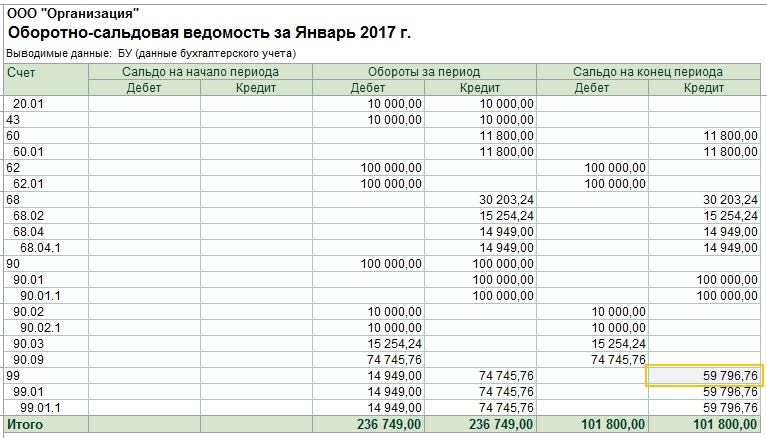 ООО "Организация"
Оборотно-сальдовая ведомость за Январь 2017 г.
Выводимые данные: БУ (данные бухгалтерского учета)
Счет Сальдо на начало периода Обороты за период Сальдо на конец периода
Дебет Кредит Дебет Кредит Дебет Кредит
20.01 10 000,00 10 000,00
43 10 000,00 10 000,00
60 11 800,00 11 800,00
60.01 11 800,00 11 800,00
62 100 000,00 100 000,00
62.01 100 000,00 100 000,00
68 30 203,24 30 203,24
68.02 15 254,24 15 254,24
68.04 14 949,00 14 949,00
68.04.1 14 949,00 14 949,00
90 100 000,00 100 000,00
90.01 100 000,00 100 000,00
90.01.1 100 000,00 100 000,00
90.02 10 000,00 10 000,00
90.02.1 10 000,00 10 000,00
90.03 15 254,24 15 254,24
90.09 74 745,76 74 745,76
99 14 949,00 74 745,76 59 796,76
99.01 14 949,00 74 745,76 59 796,76
99.01.1 14 949,00 74 745,76 59 796,76
Итого 236 749,00 236 749,00 101 800,00 101 800,00